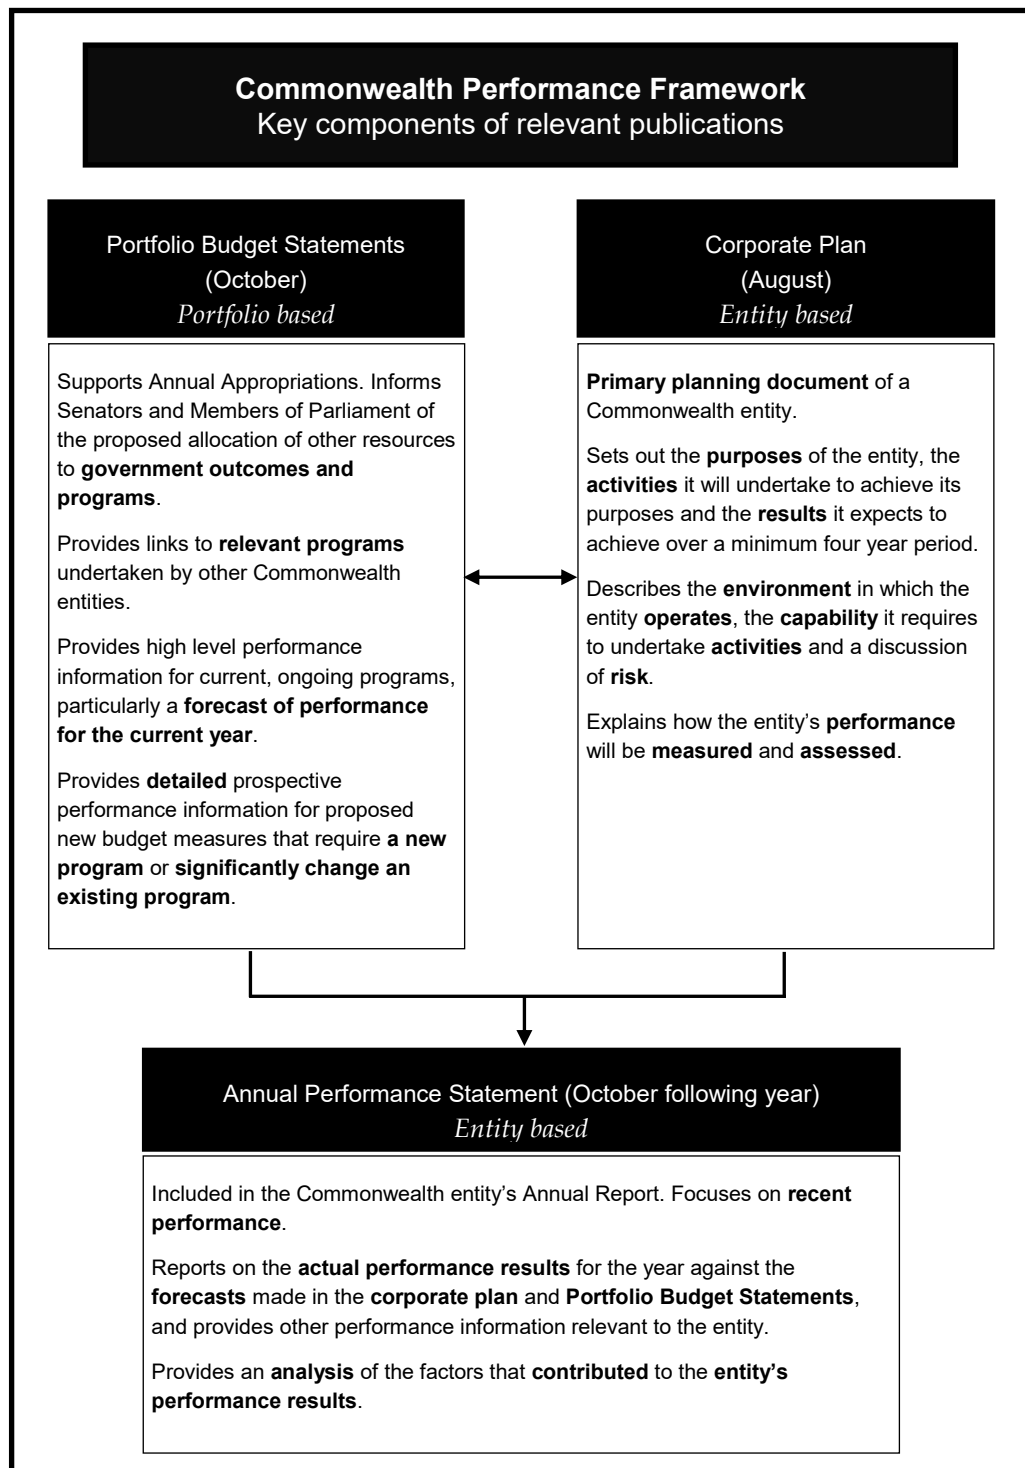 Commonwealth Performance Framework
Key components of relevant publications
Portfolio Budget Statements
(October)
Portfolio based
Supports Annual Appropriations. Informs
Senators and Members of Parliament of
the proposed allocation of other resources
to government outcomes and
programs.
Provides links to relevant programs
undertaken by other Commonwealth
entities.
Provides high level performance
information for current, ongoing programs,
particularly a forecast of performance
for the current year.
Provides detailed prospective
performance information for proposed
new budget measures that require a new
program or significantly change an
existing program.
Corporate Plan
(August)
Entity based
Primary planning document of a
Commonwealth entity.
Sets out the purposes of the entity, the
activities it will undertake to achieve its
purposes and the results it expects to
achieve over a minimum four year period.
Describes the environment in which the
entity operates, the capability it requires
to undertake activities and a discussion
of risk.
Explains how the entity’s performance
will be measured and assessed.
Annual Performance Statement (October following year)
Entity based
Included in the Commonwealth entity’s Annual Report. Focuses on recent
performance.
Reports on the actual performance results for the year against the
forecasts made in the corporate plan and Portfolio Budget Statements,
and provides other performance information relevant to the entity.
Provides an analysis of the factors that contributed to the entity’s
performance results.